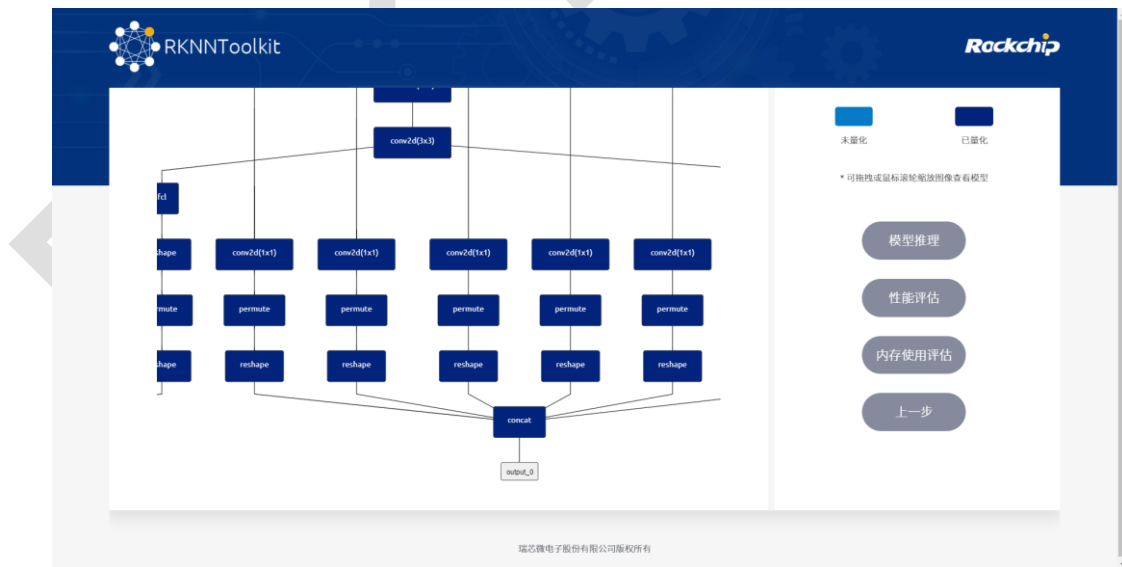 RKNNToolkit
Rockchip
conv2d(3x3)
fcl
shape
conv2d(1x1)
conv2d(1x1)
conv2d(1x1)
conv2d(1x1)
conv2d(1x1)
rmute
permute
permute
permute
permute
permute
shape
reshape
reshape
reshape
reshape
reshape
concat
output_0
未量化
已量化
* 可拖拽或鼠标滚轮缩放图像查看模型
模型推理
性能评估
内存使用评估
上一步
瑞芯微电子股份有限公司版权所有